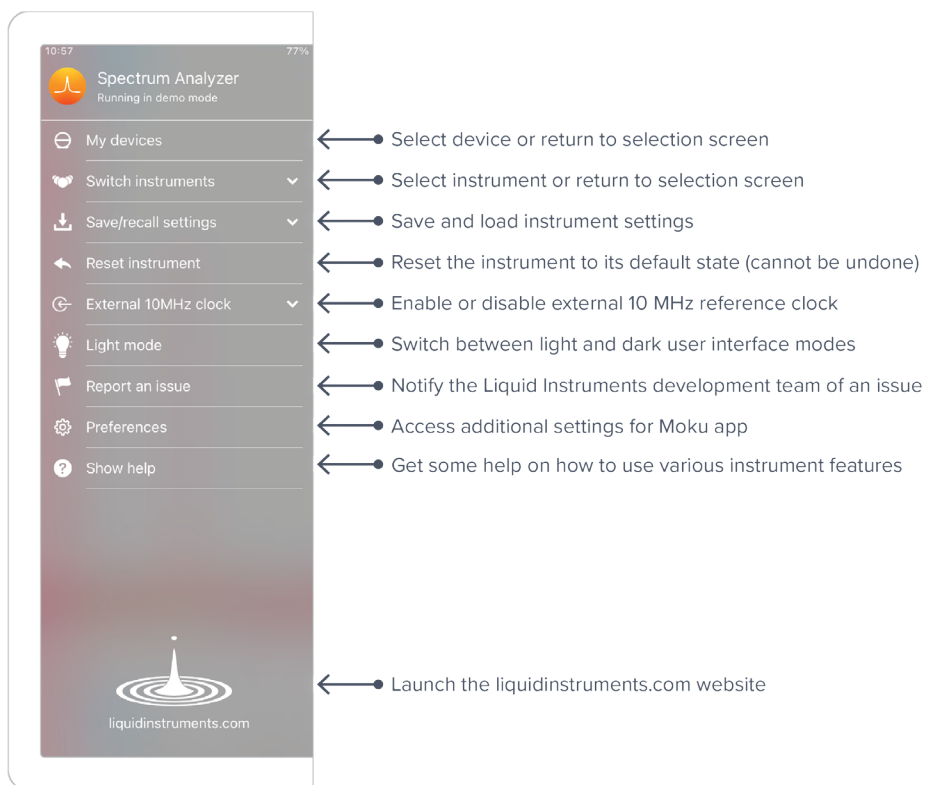 10:57 77%
Spectrum Analyzer
Running in demo mode
My devices
Select device or return to selection screen
Switch instruments
Select instrument or return to selection screen
Save/recall settings
Save and load instrument settings
Reset instrument
Reset the instrument to its default state (cannot be undone)
External 10MHz clock
Enable or disable external 10 MHz reference clock
Light mode
Switch between light and dark user interface modes
Report an issue
Notify the Liquid Instruments development team of an issue
Preferences
Access additional settings for Moku app
Show help
Get some help on how to use various instrument features
Launch the liquidinstruments.com website
liquidinstruments.com